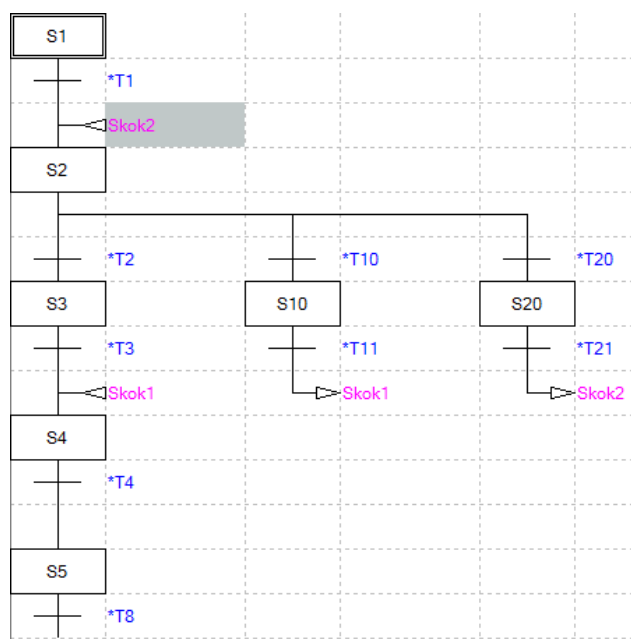 S1
*T1
Skok2
S2
*T2 *T10 *T20
S3 S10 S20
*T3 *T11 *T21
Skok1 Skok1 Skok2
S4
*T4
S5
*T8